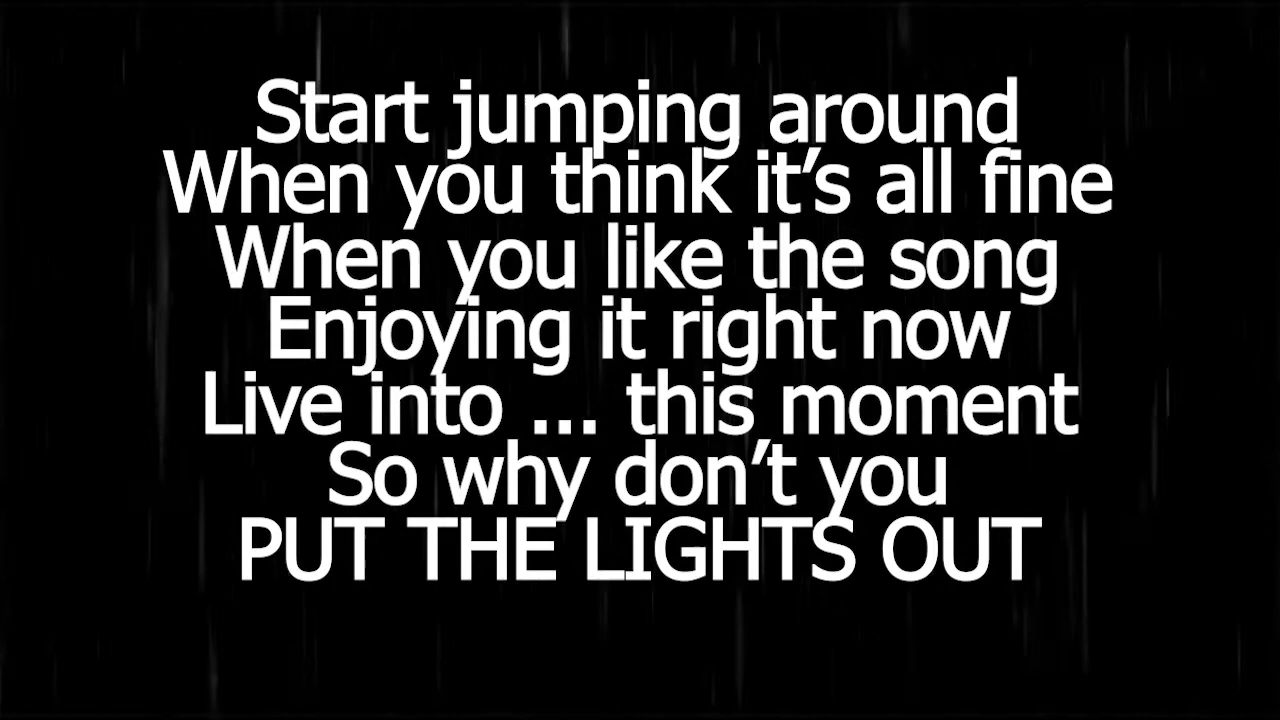 Start jumping around
When you think it’s all fine
When you like the song
Enjoying it right now
Live into ... this moment
So why don’t you
PUT THE LIGHTS OUT